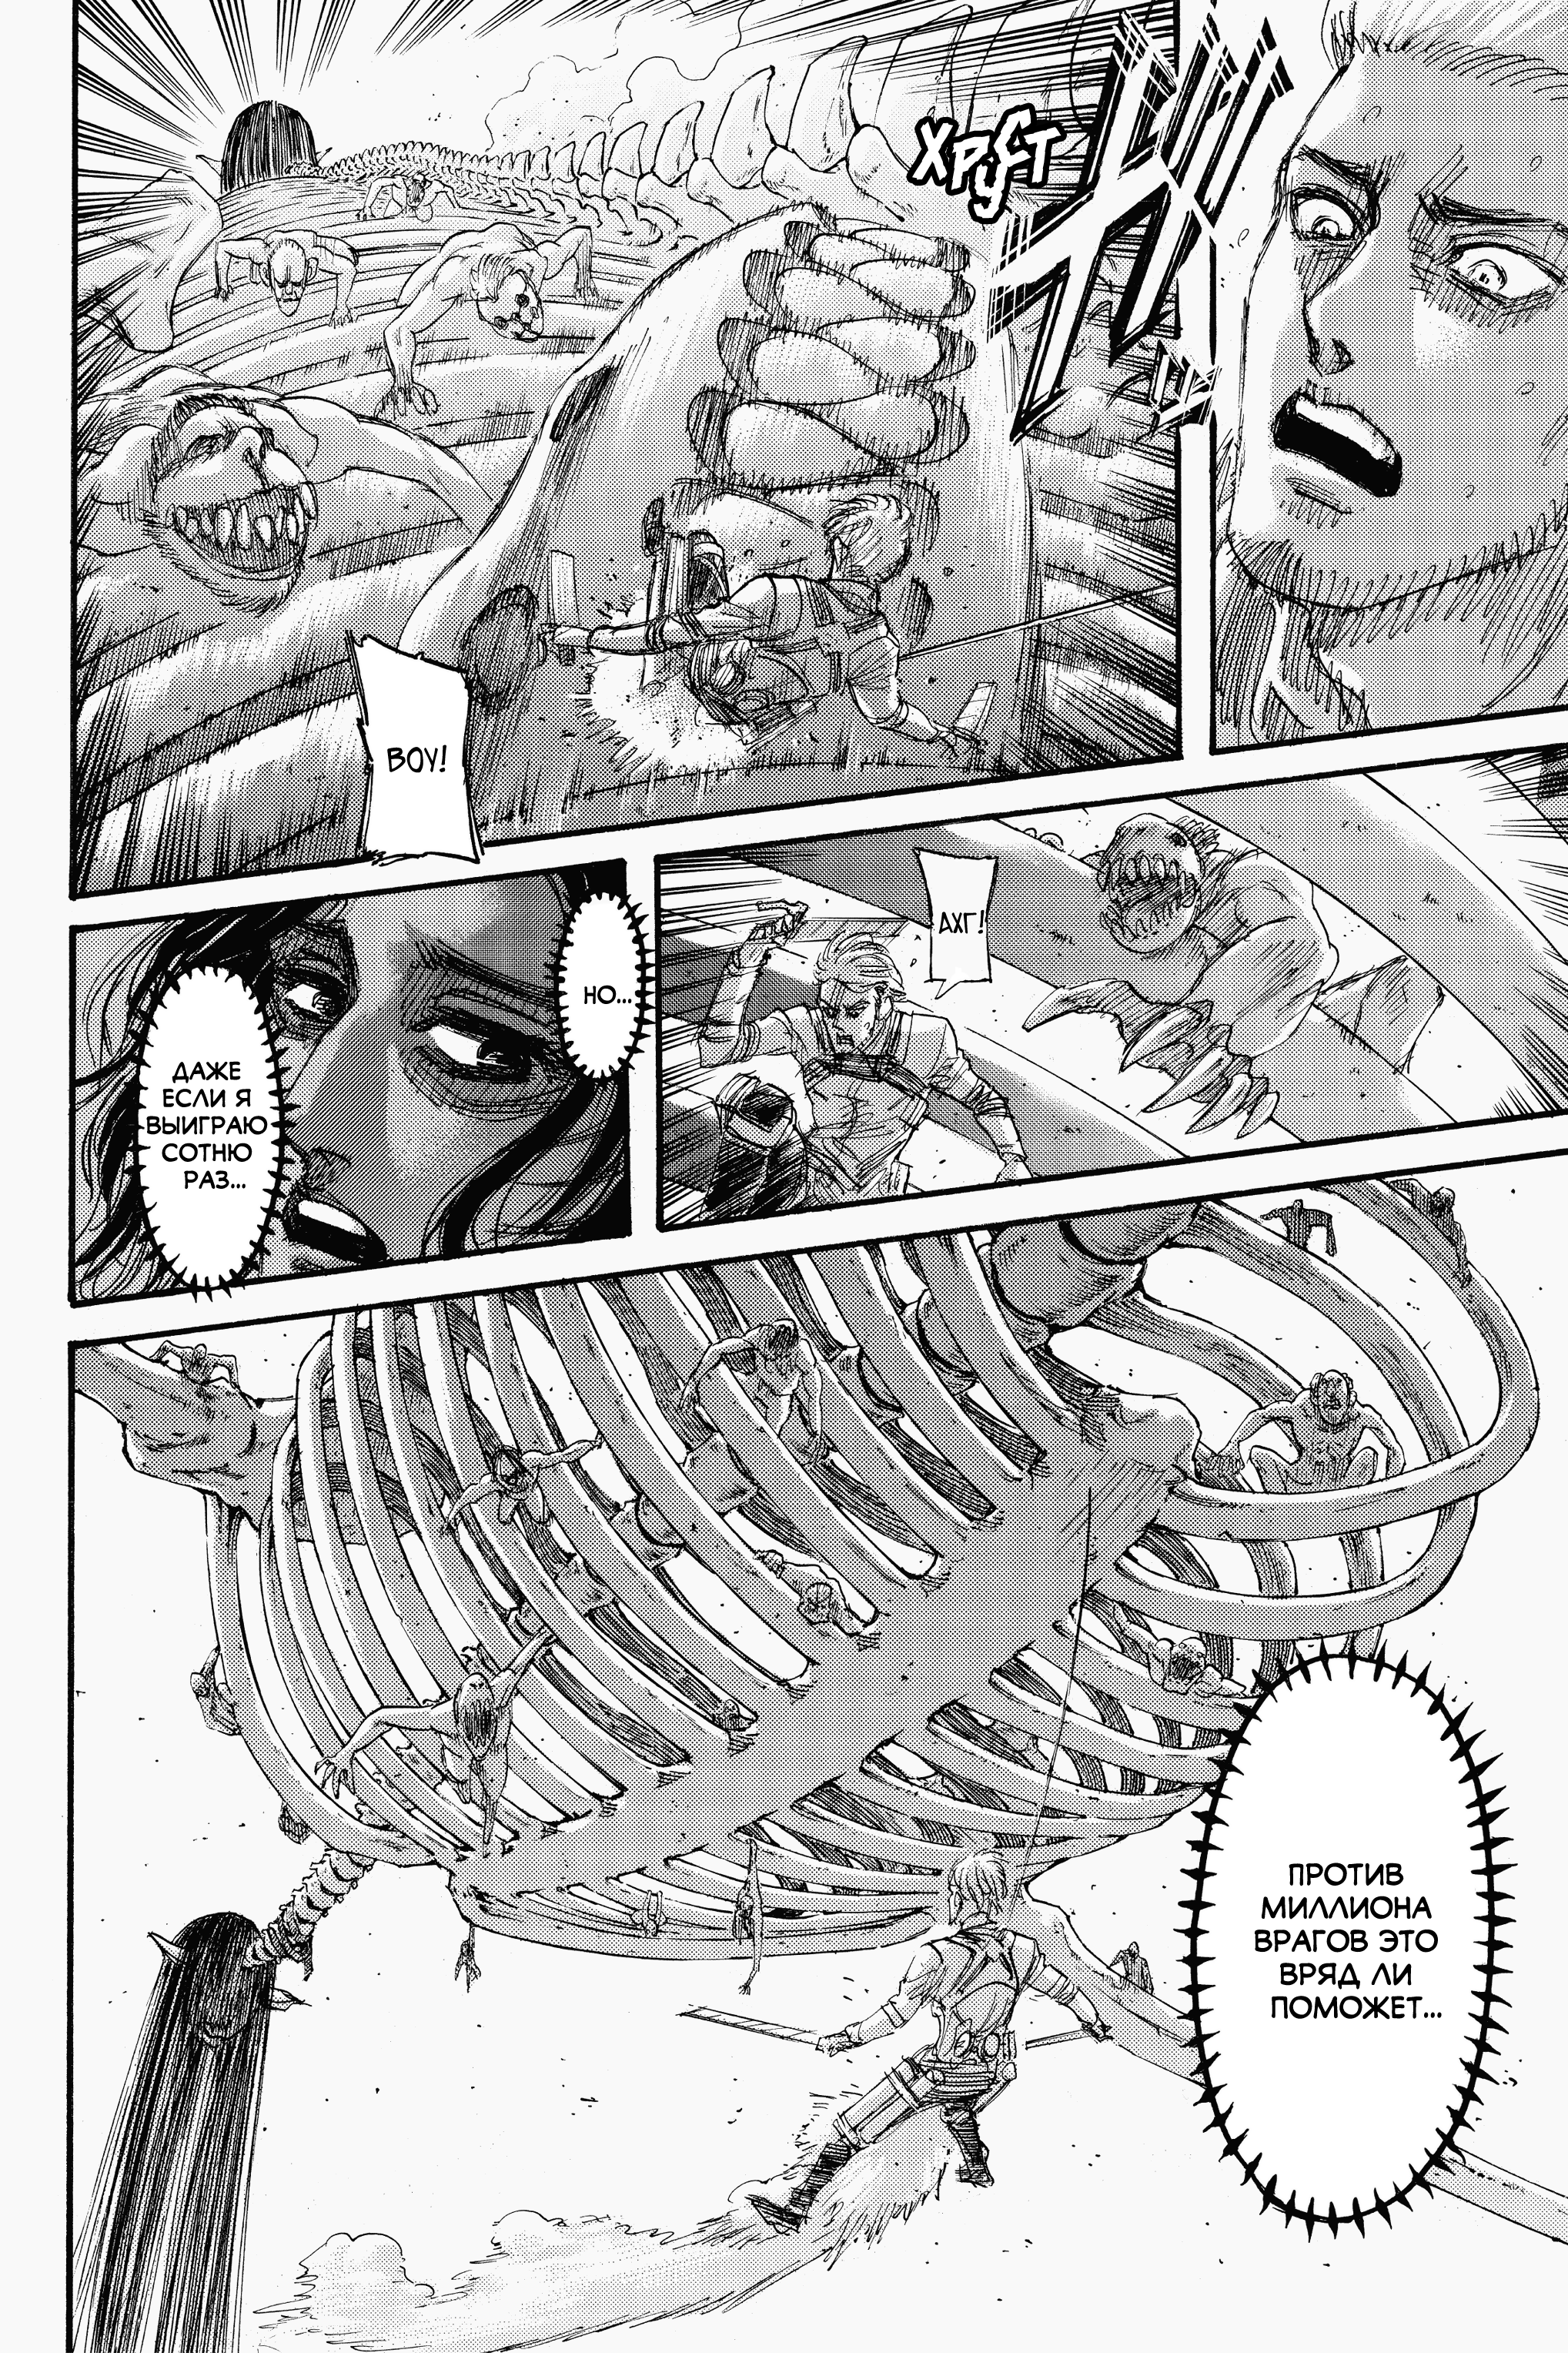 ХРУСТ
ВОУ!
АХГ!
НО...
ДАЖЕ
ЕСЛИ Я
ВЫИГРАЮ
СОТНЮ
РАЗ...
ПРОТИВ
МИЛЛИОНА
ВРАГОВ ЭТО
ВРЯД ЛИ
ПОМОЖЕТ...